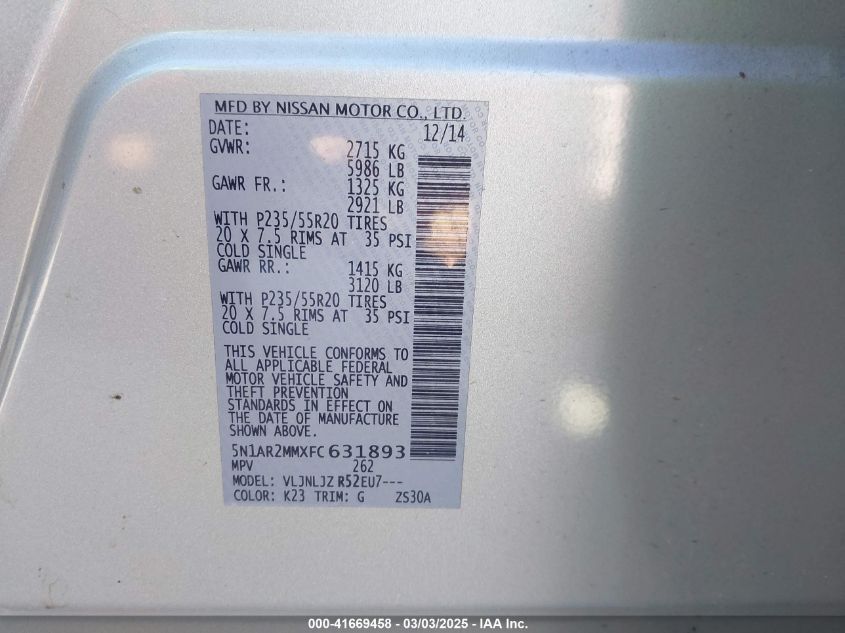 MFD BY NISSAN MOTOR CO., LTD.
DATE: 12/14
GVWR: 2715 KG
5986 LB
GAWR FR.: 1325 KG
2921 LB
WITH P235/55R20 TIRES
20 X 7.5 RIMS AT 35 PSI
COLD SINGLE
GAWR RR.: 1415 KG
3120 LB
WITH P235/55R20 TIRES
20 X 7.5 RIMS AT 35 PSI
COLD SINGLE
THIS VEHICLE CONFORMS TO
ALL APPLICABLE FEDERAL
MOTOR VEHICLE SAFETY AND
THEFT PREVENTION
STANDARDS IN EFFECT ON
THE DATE OF MANUFACTURE
SHOWN ABOVE.
5N1AR2MMXFC 631893
MPV 262
MODEL: VLJNLJZ R52EU7---
COLOR: K23 TRIM: G ZS30A
000-41669458 - 03/03/2025 - IAA Inc.